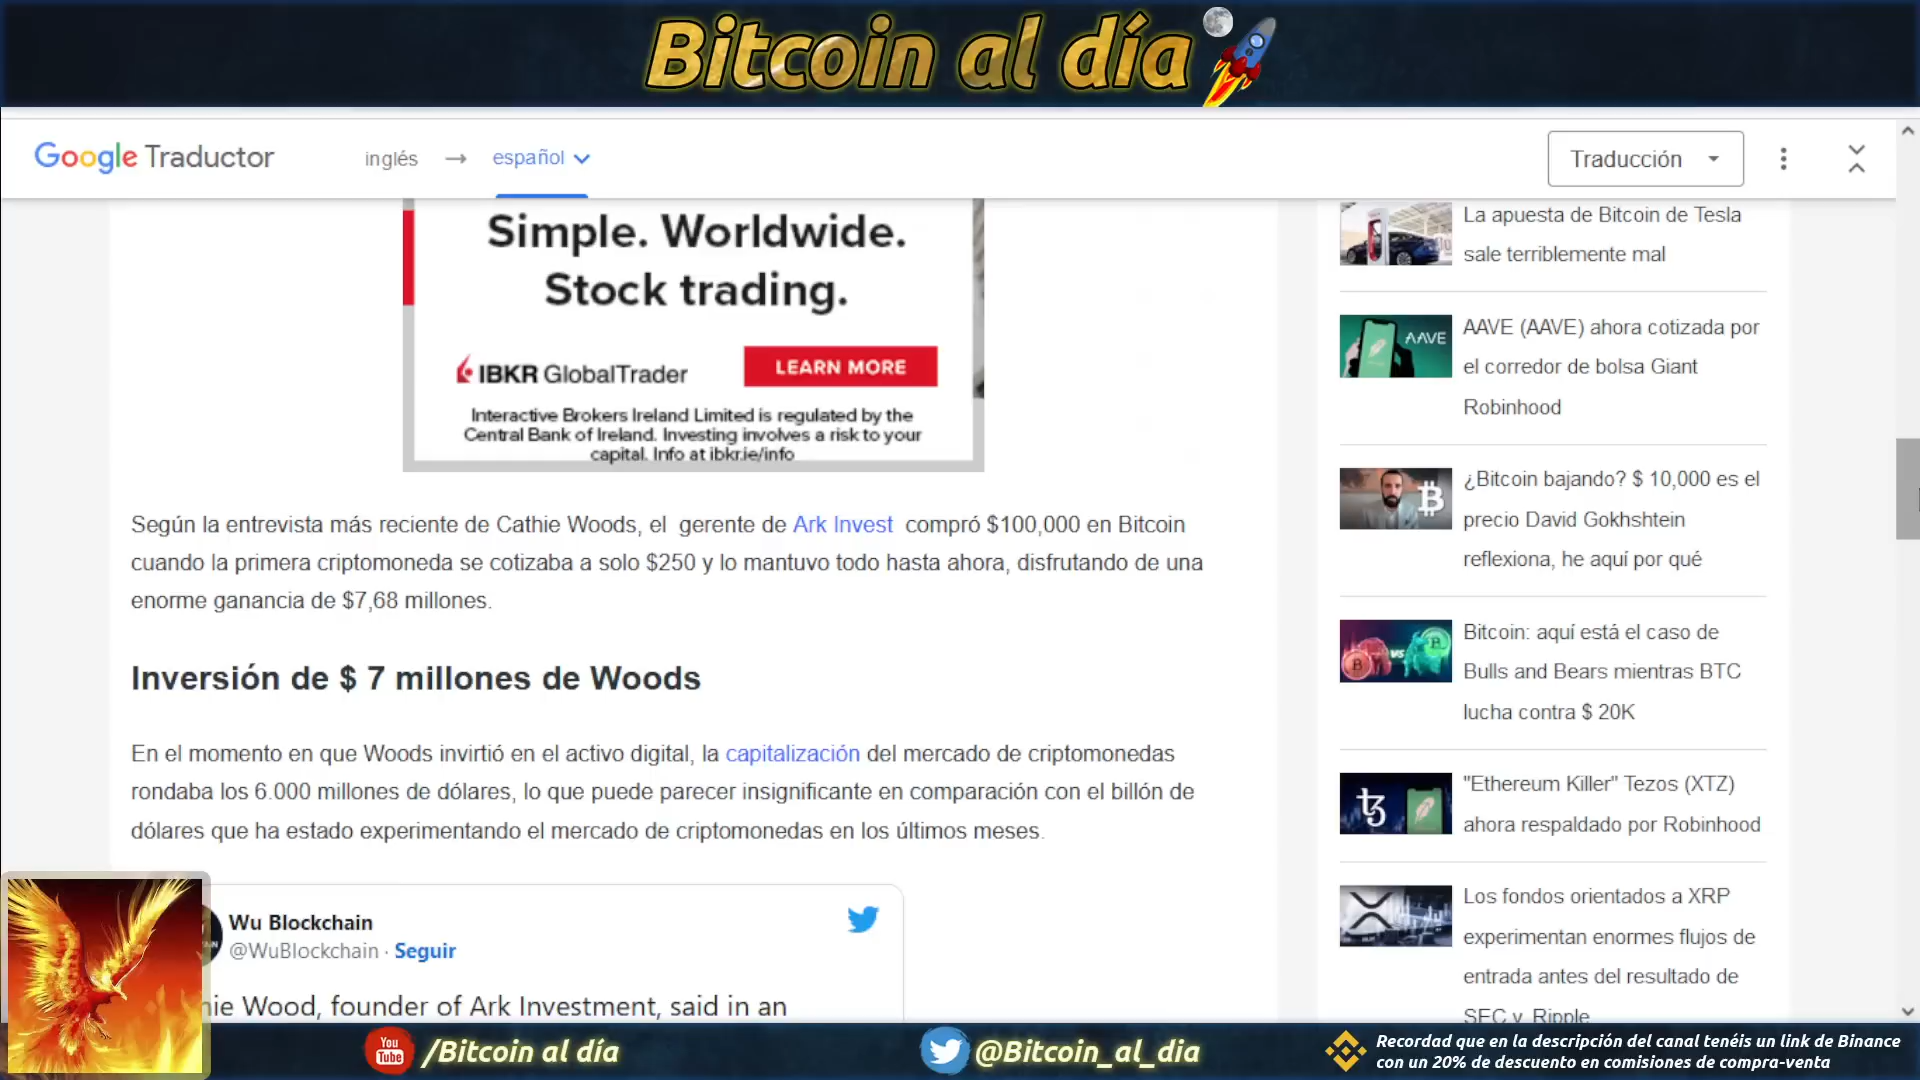 Bitcoin al día
Google Traductor
inglés → español
Traducción
Simple. Worldwide.
Stock trading.
IBKR GlobalTrader
LEARN MORE
Interactive Brokers Ireland Limited is regulated by the
Central Bank of Ireland. Investing involves a risk to your
capital. Info at ibkr.ie/info
Según la entrevista más reciente de Cathie Woods, el gerente de Ark Invest compró $100,000 en Bitcoin
cuando la primera criptomoneda se cotizaba a solo $250 y lo mantuvo todo hasta ahora, disfrutando de una
enorme ganancia de $7,68 millones.
Inversión de $ 7 millones de Woods
En el momento en que Woods invirtió en el activo digital, la capitalización del mercado de criptomonedas
rondaba los 6.000 millones de dólares, lo que puede parecer insignificante en comparación con el billón de
dólares que ha estado experimentando el mercado de criptomonedas en los últimos meses.
Wu Blockchain
@WuBlockchain · Seguir
hie Wood, founder of Ark Investment, said in an
La apuesta de Bitcoin de Tesla
sale terriblemente mal
AAVE
AAVE (AAVE) ahora cotizada por
el corredor de bolsa Giant
Robinhood
¿Bitcoin bajando? $ 10,000 es el
precio David Gokhshtein
reflexiona, he aquí por qué
VS
Bitcoin: aquí está el caso de
Bulls and Bears mientras BTC
lucha contra $ 20K
"Ethereum Killer" Tezos (XTZ)
ahora respaldado por Robinhood
Los fondos orientados a XRP
experimentan enormes flujos de
entrada antes del resultado de
SEC v. Ripple
You Tube
/Bitcoin al día
@Bitcoin_al_dia
Recordad que en la descripción del canal tenéis un link de Binance
con un 20% de descuento en comisiones de compra-venta